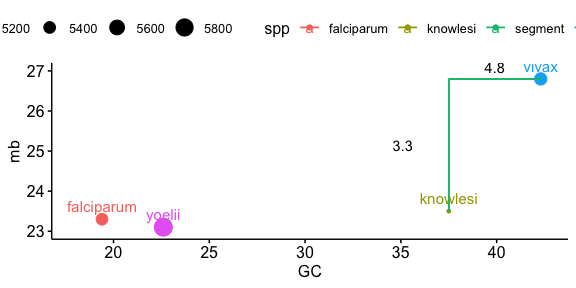 5200 5400 5600 5800 spp a falciparum a knowlesi a segment
27
26
25
24
23
mb
4.8
vivax
3.3
knowlesi
falciparum
yoelii
20 25 30 35 40
GC